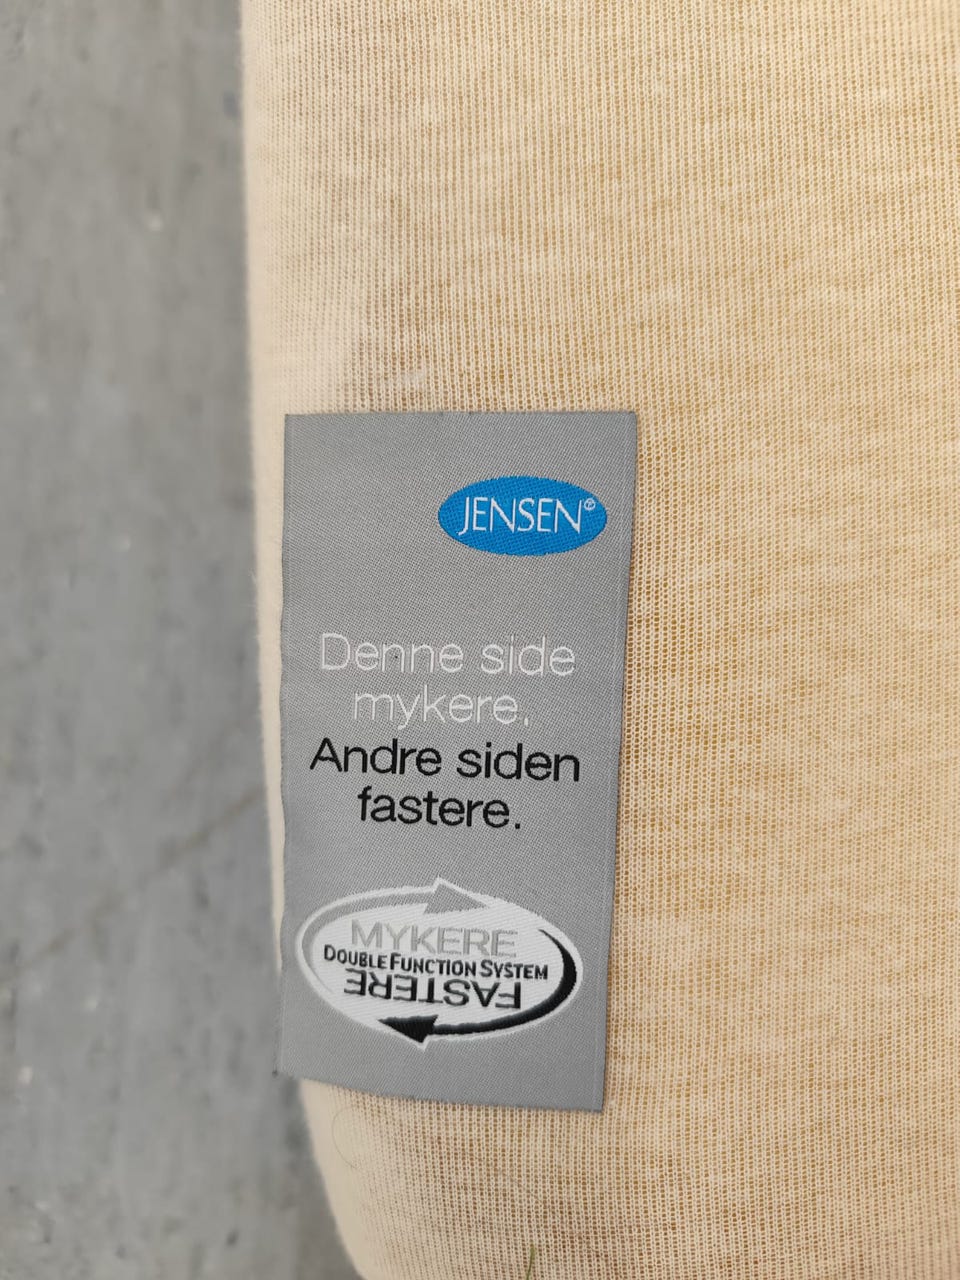 JENSEN®
Denne side
mykere.
Andre siden
fastere.
MYKERE
DOUBLE FUNCTION SYSTEM
FASTERE